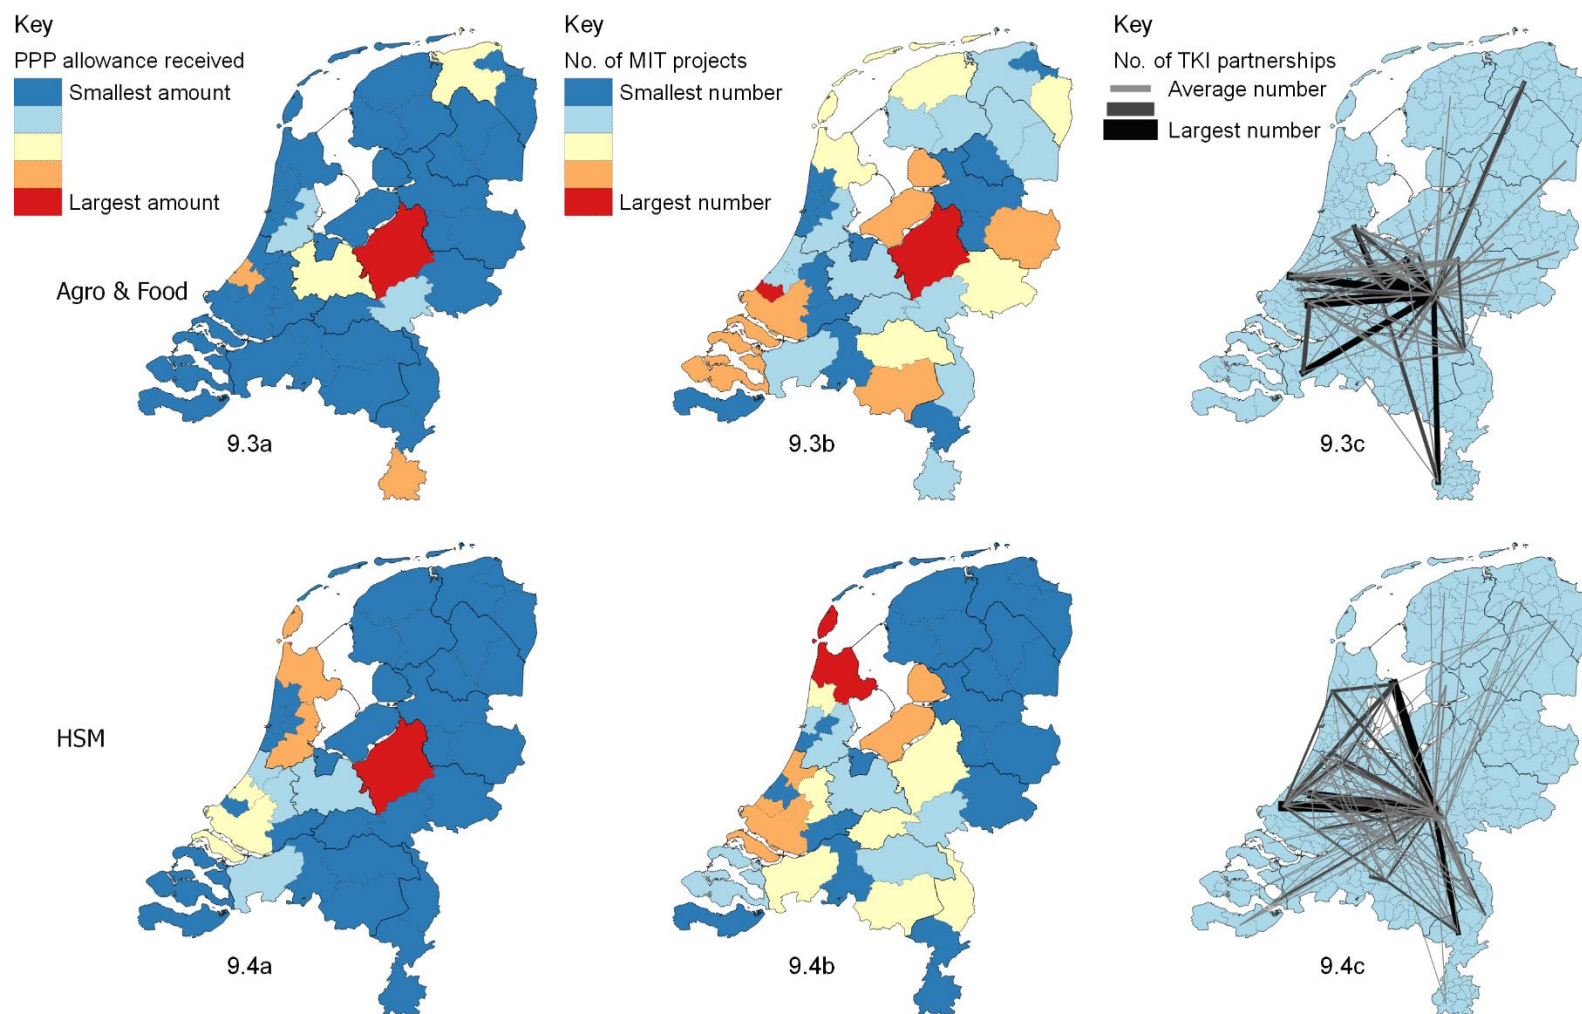 Key
PPP allowance received
Smallest amount
Largest amount
Agro & Food
9.3a
Key
No. of MIT projects
Smallest number
Largest number
9.3b
Key
No. of TKI partnerships
Average number
Largest number
9.3c
HSM
9.4a
9.4b
9.4c